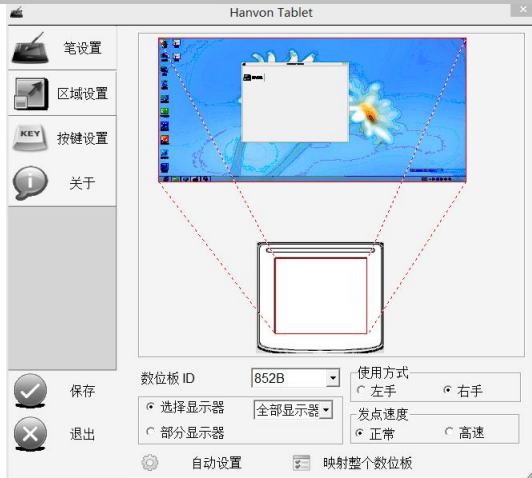 Hanvon Tablet
笔设置
区域设置
KEY
按键设置
关于
保存
退出
数位板 ID
852B
选择显示器
全部显示器
部分显示器
使用方式
左手
右手
发点速度
正常
高速
自动设置
映射整个数位板